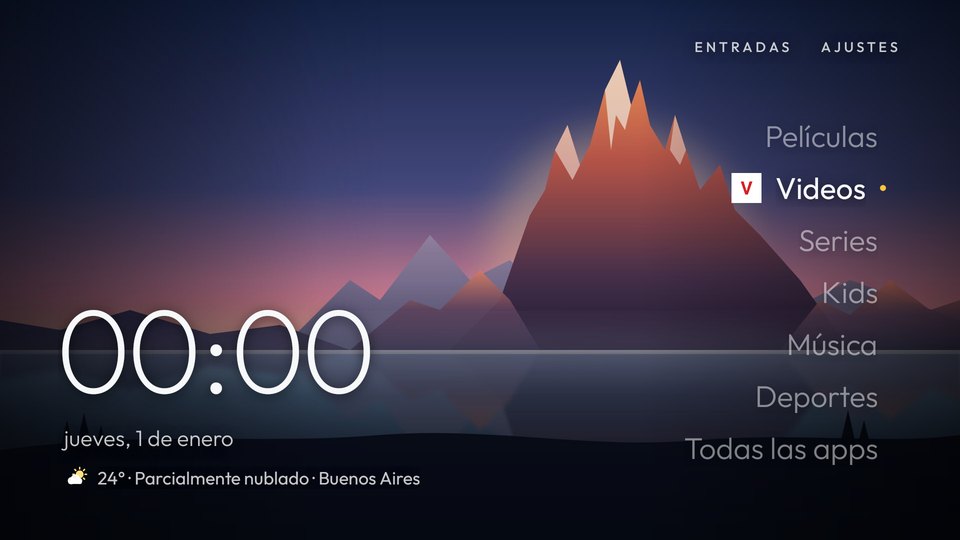 ENTRADAS AJUSTES
Películas
V Videos
Series
Kids
Música
Deportes
Todas las apps
00:00
jueves, 1 de enero
24° · Parcialmente nublado · Buenos Aires